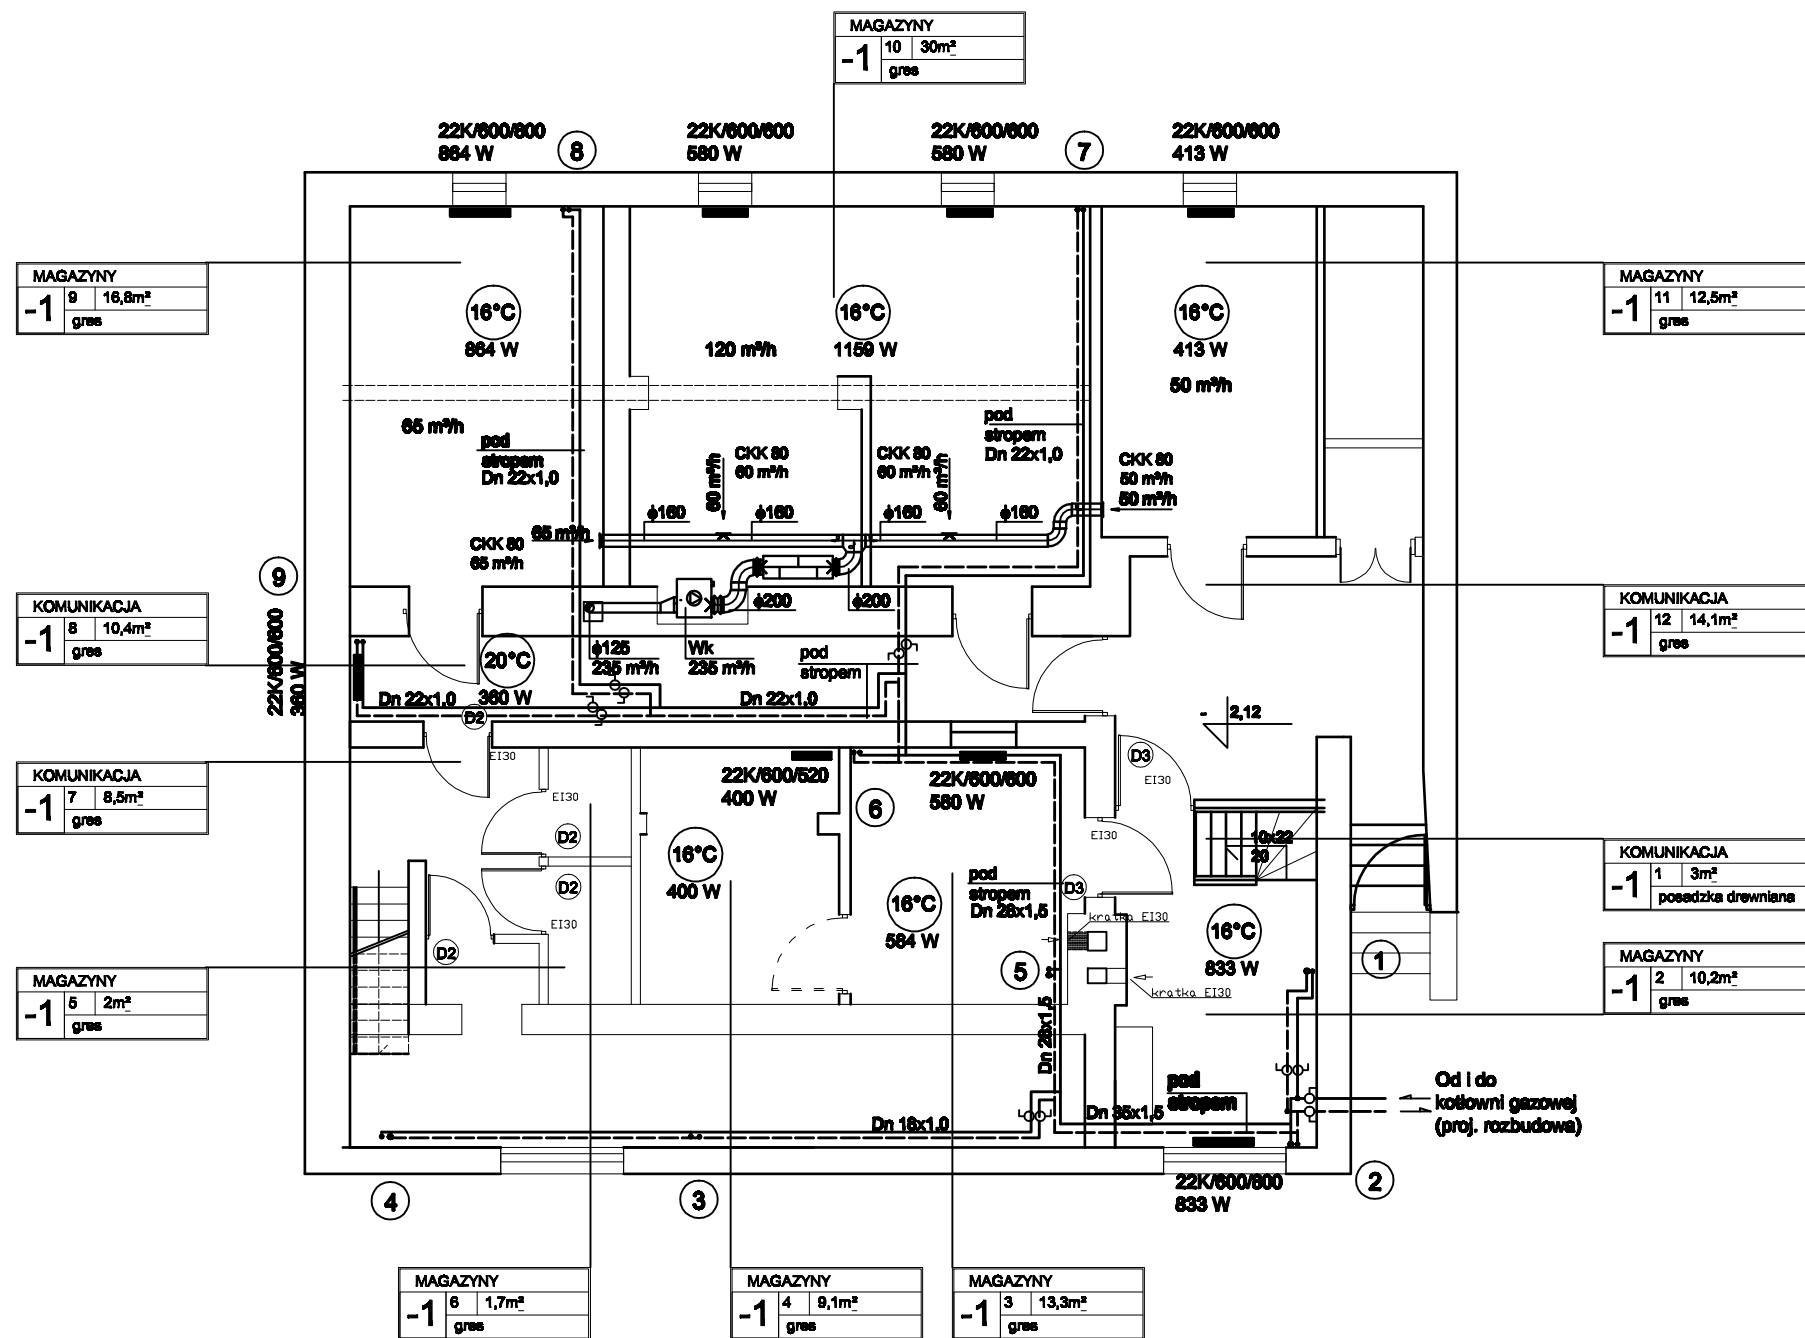 MAGAZYNY
-1 10 30m²
gres
22K/600/800
864 W
8
22K/600/600
580 W
22K/600/600
580 W
7
22K/600/600
413 W
MAGAZYNY
-1 9 16,8m²
gres
MAGAZYNY
-1 11 12,5m²
gres
16°C
864 W
120 m³/h
16°C
1159 W
16°C
413 W
50 m³/h
65 m³/h
pod
stropem
Dn 22x1,0
pod
stropem
Dn 22x1,0
60 m³/h
CKK 80
60 m³/h
CKK 80
60 m³/h
60 m³/h
CKK 80
50 m³/h
50 m³/h
ϕ160
ϕ160
ϕ160
ϕ160
65 m³/h
CKK 80
65 m³/h
9
22K/600/600
360 W
KOMUNIKACJA
-1 8 10,4m²
gres
KOMUNIKACJA
-1 12 14,1m²
gres
ϕ200
ϕ200
20°C
360 W
ϕ125
235 m³/h
Wk
235 m³/h
pod
stropem
Dn 22x1,0
Dn 22x1,0
D2
EI30
- 2,12
KOMUNIKACJA
-1 7 8,5m²
gres
22K/600/520
400 W
22K/600/600
580 W
D3
EI30
EI30
D2
6
EI30
10x22
20
16°C
400 W
KOMUNIKACJA
-1 1 3m²
posadzka drewniana
D2
EI30
pod
stropem
Dn 28x1,5
D3
16°C
584 W
kratka EI30
16°C
833 W
D2
5
1
MAGAZYNY
-1 5 2m²
gres
MAGAZYNY
-1 2 10,2m²
gres
kratka EI30
Dn 28x1,5
pod
stropem
Dn 18x1,0
Dn 35x1,5
Od i do
kotłowni gazowej
(proj. rozbudowa)
4
3
22K/600/800
833 W
2
MAGAZYNY
-1 6 1,7m²
gres
MAGAZYNY
-1 4 9,1m²
gres
MAGAZYNY
-1 3 13,3m²
gres